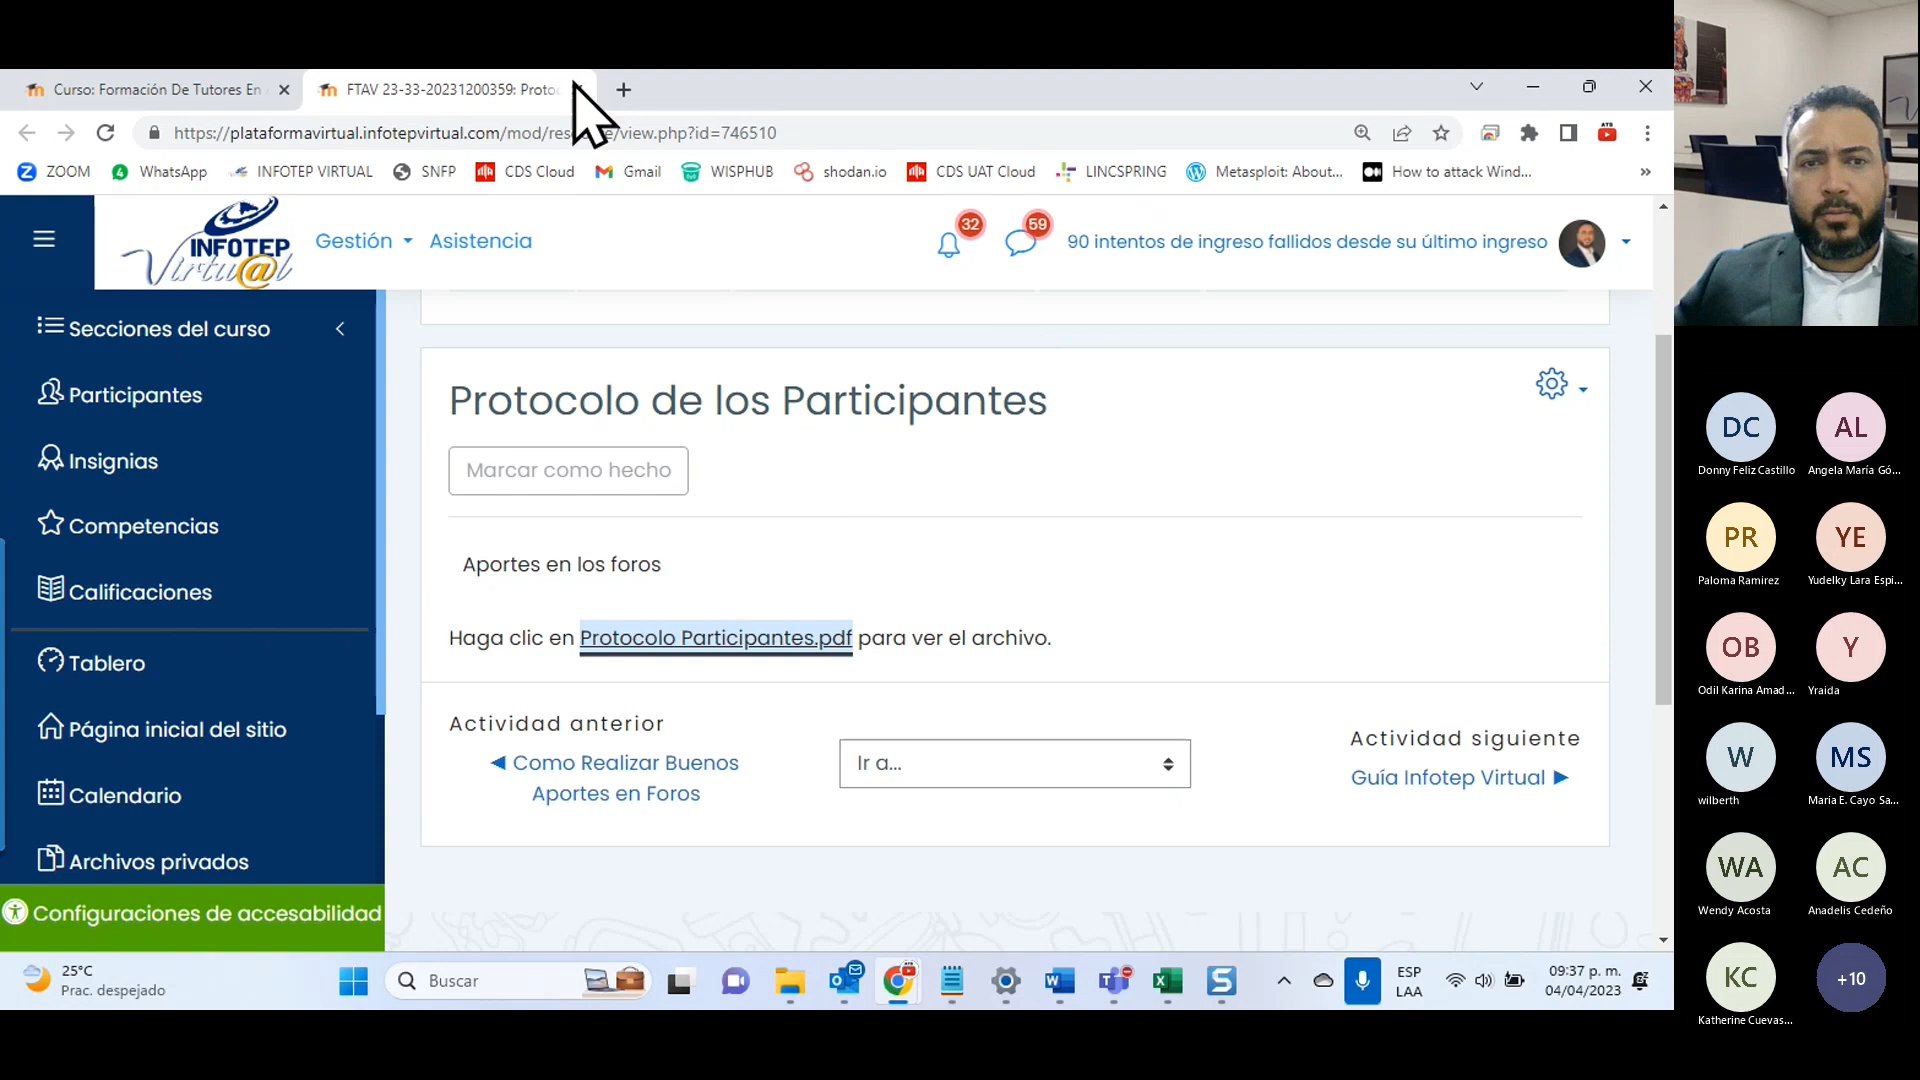 Curso: Formación De Tutores En
FTAV 23-33-20231200359: Protoc
https://plataformavirtual.infotepvirtual.com/mod/res e/view.php?id=746510
ZOOM
WhatsApp
INFOTEP VIRTUAL
SNFP
CDS Cloud
Gmail
WISPHUB
shodan.io
CDS UAT Cloud
LINCSPRING
Metasploit: About...
How to attack Wind...
»
INFOTEP
Virtu@l
Gestión
Asistencia
32
59
90 intentos de ingreso fallidos desde su último ingreso
Secciones del curso
Participantes
Insignias
Competencias
Calificaciones
Tablero
Página inicial del sitio
Calendario
Archivos privados
Configuraciones de accesabilidad
Protocolo de los Participantes
Marcar como hecho
Aportes en los foros
Haga clic en Protocolo Participantes.pdf para ver el archivo.
Actividad anterior
◀ Como Realizar Buenos
Aportes en Foros
Ir a...
Actividad siguiente
Guía Infotep Virtual ▶
25°C
Prac. despejado
Buscar
ESP
LAA
09:37 p. m.
04/04/2023
DC
Donny Feliz Castillo
AL
Angela María Gó...
PR
Paloma Ramirez
YE
Yudelky Lara Espi...
OB
Odil Karina Amad...
Y
Yraida
W
wilberth
MS
Maria E. Cayo Sa...
WA
Wendy Acosta
AC
Anadelis Cedeño
KC
Katherine Cuevas...
+10